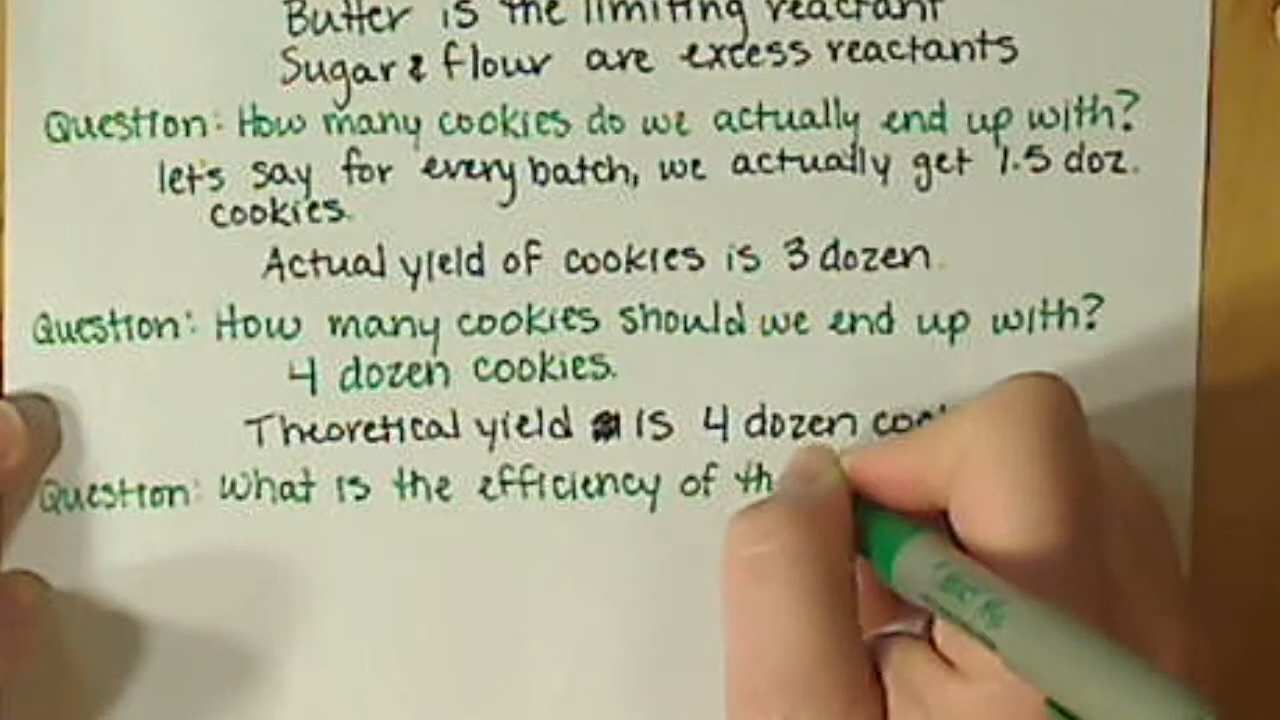 Butter is the limiting reactant
Sugar & flour are excess reactants
Question: How many cookies do we actually end up with?
let's say for every batch, we actually get 1.5 doz.
cookies.
Actual yield of cookies is 3 dozen.
Question: How many cookies should we end up with?
4 dozen cookies.
Theoretical yield is 4 dozen
Question: What is the efficiency of th